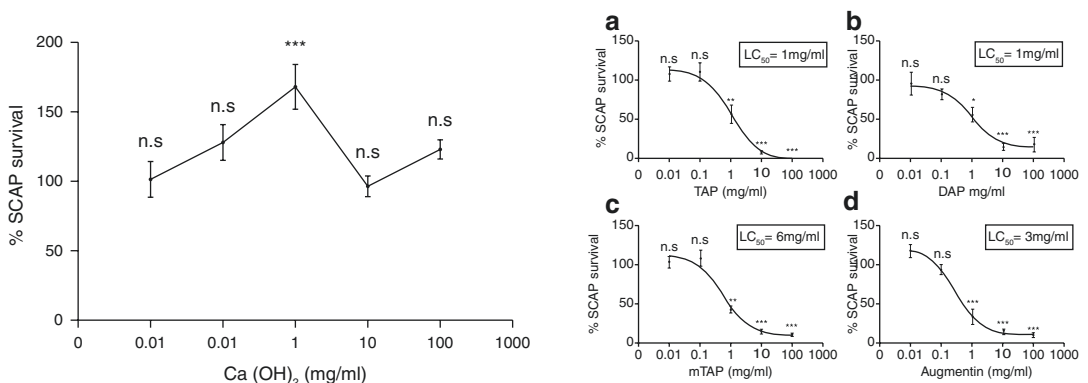 200
150
100
50
0
% SCAP survival
n.s
n.s
***
n.s
n.s
0 0.01 0.01 1 10 100 1000
Ca (OH)2 (mg/ml)
a
150
100
50
0
% SCAP survival
n.s
n.s
**
***
***
LC50= 1mg/ml
0 0.01 0.1 1 10 100 1000
TAP (mg/ml)
b
150
100
50
0
% SCAP survival
n.s
n.s
*
***
***
LC50= 1mg/ml
0 0.01 0.1 1 10 100 1000
DAP mg/ml
c
150
100
50
0
% SCAP survival
n.s
n.s
**
***
***
LC50= 6mg/ml
0 0.01 0.1 1 10 100 1000
mTAP (mg/ml)
d
150
100
50
0
% SCAP survival
n.s
n.s
***
***
***
LC50= 3mg/ml
0 0.01 0.1 1 10 100 1000
Augmentin (mg/ml)